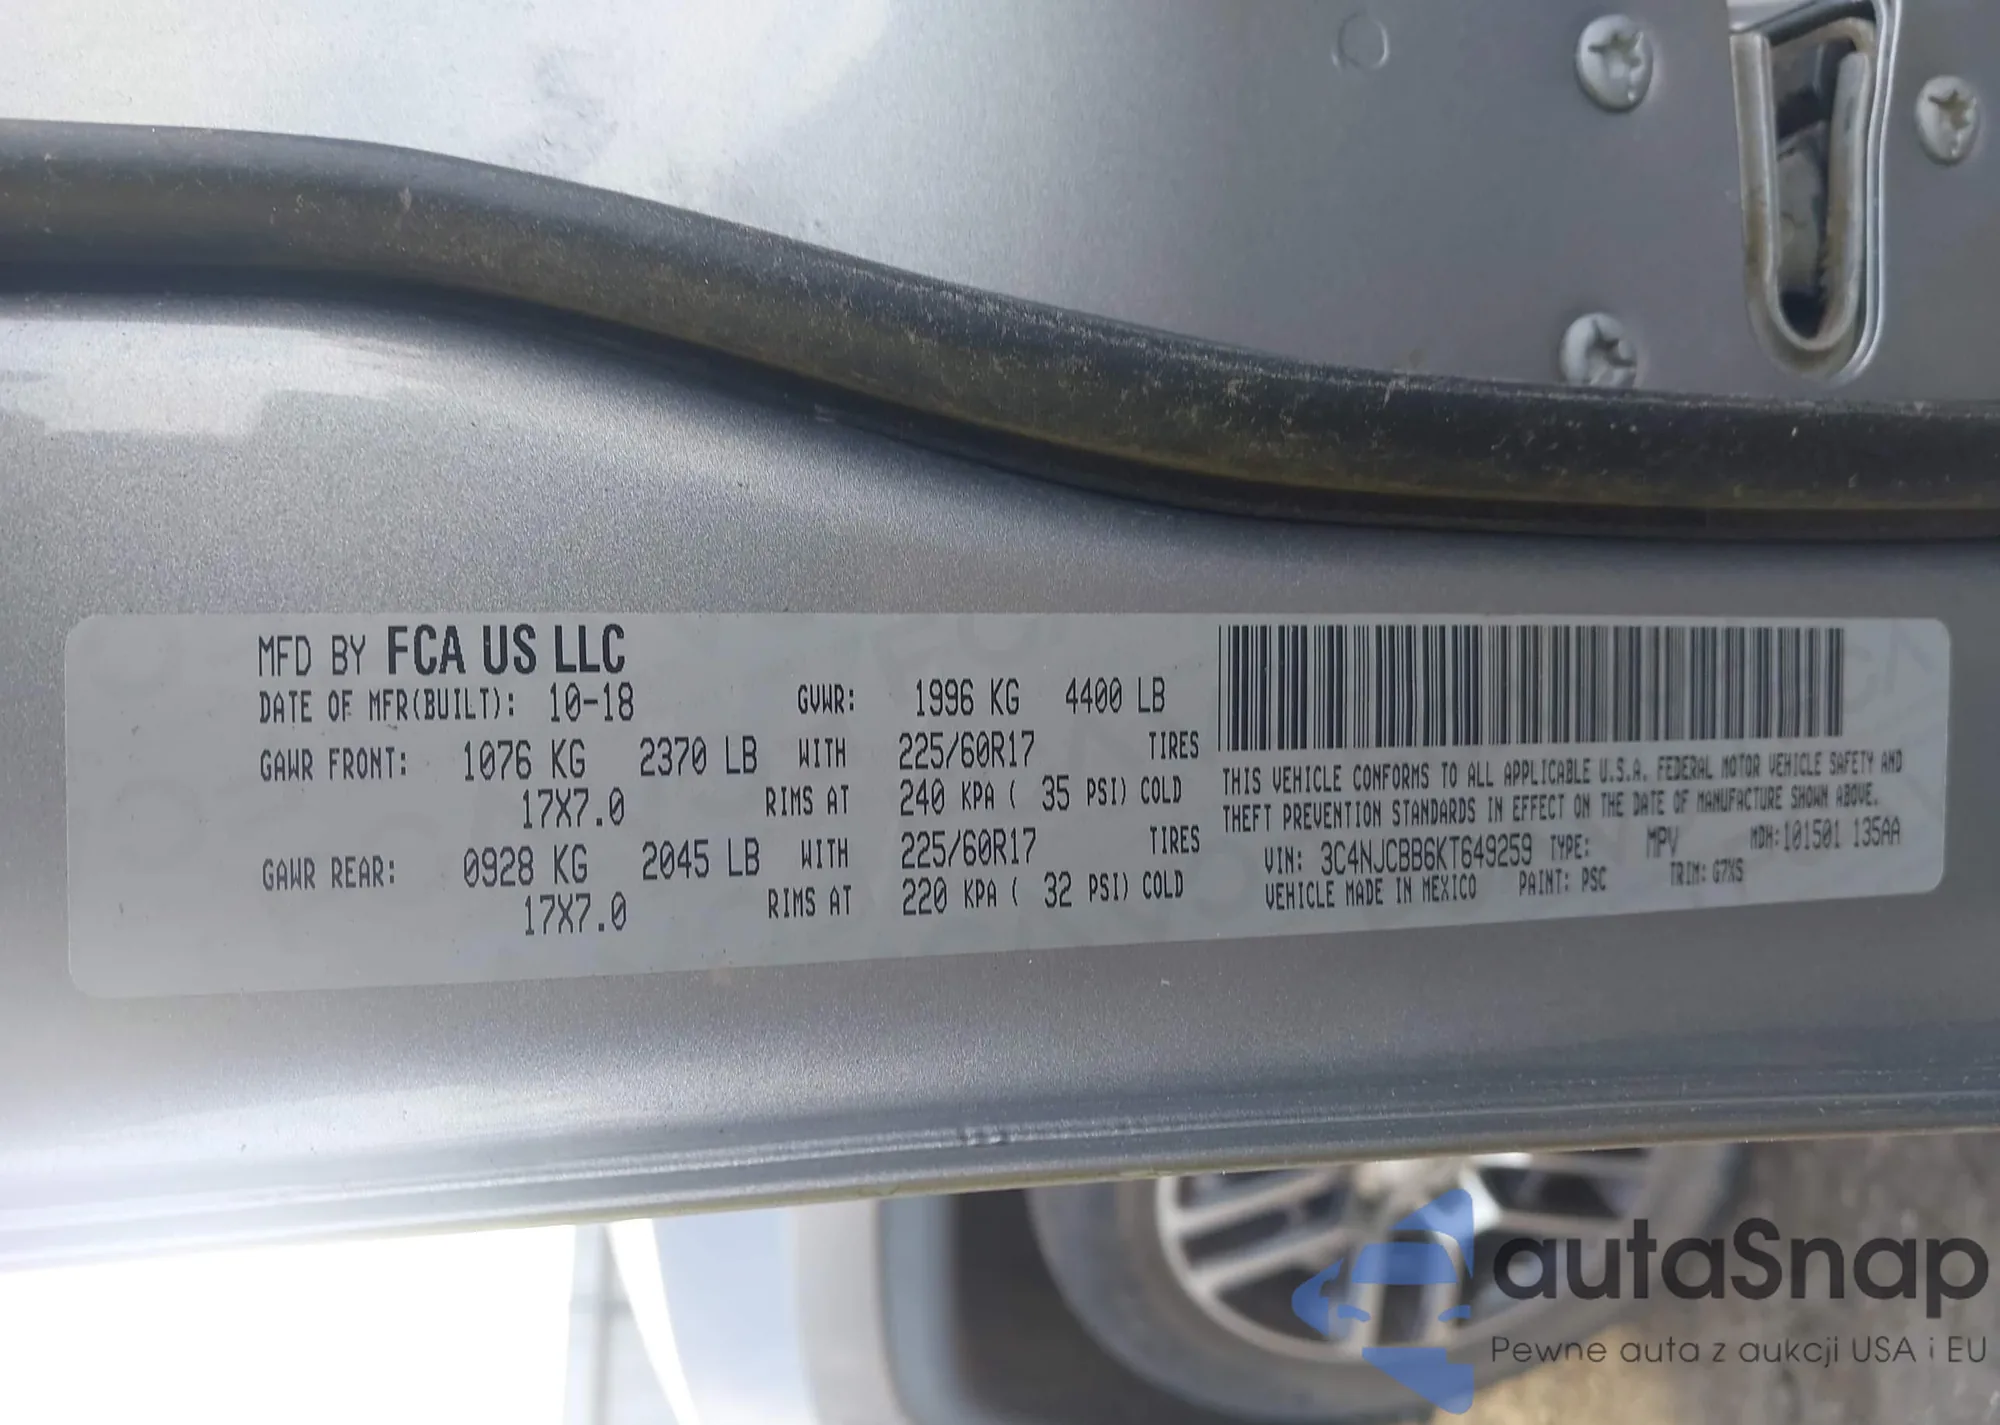 MFD BY FCA US LLC
DATE OF MFR(BUILT): 10-18 GVWR: 1996 KG 4400 LB
GAWR FRONT: 1076 KG 2370 LB WITH 225/60R17 TIRES
17X7.0 RIMS AT 240 KPA ( 35 PSI) COLD
GAWR REAR: 0928 KG 2045 LB WITH 225/60R17 TIRES
17X7.0 RIMS AT 220 KPA ( 32 PSI) COLD
THIS VEHICLE CONFORMS TO ALL APPLICABLE U.S.A. FEDERAL MOTOR VEHICLE SAFETY AND
THEFT PREVENTION STANDARDS IN EFFECT ON THE DATE OF MANUFACTURE SHOWN ABOVE.
VIN: 3C4NJCBB6KT649259 TYPE: MPV MDH:101501 135AA
VEHICLE MADE IN MEXICO PAINT: PSC TRIM: G7XS
autaSnap
Pewne auta z aukcji USA i EU